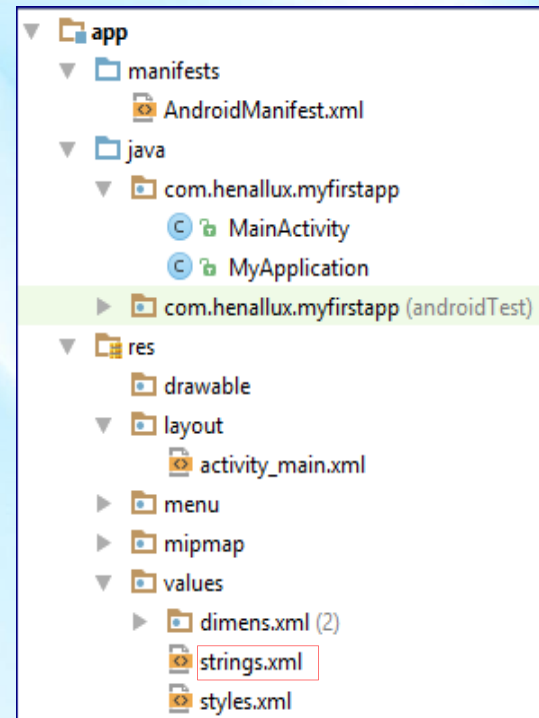 app
manifests
AndroidManifest.xml
java
com.henallux.myfirstapp
C MainActivity
C MyApplication
com.henallux.myfirstapp (androidTest)
res
drawable
layout
activity_main.xml
menu
mipmap
values
dimens.xml (2)
strings.xml
styles.xml